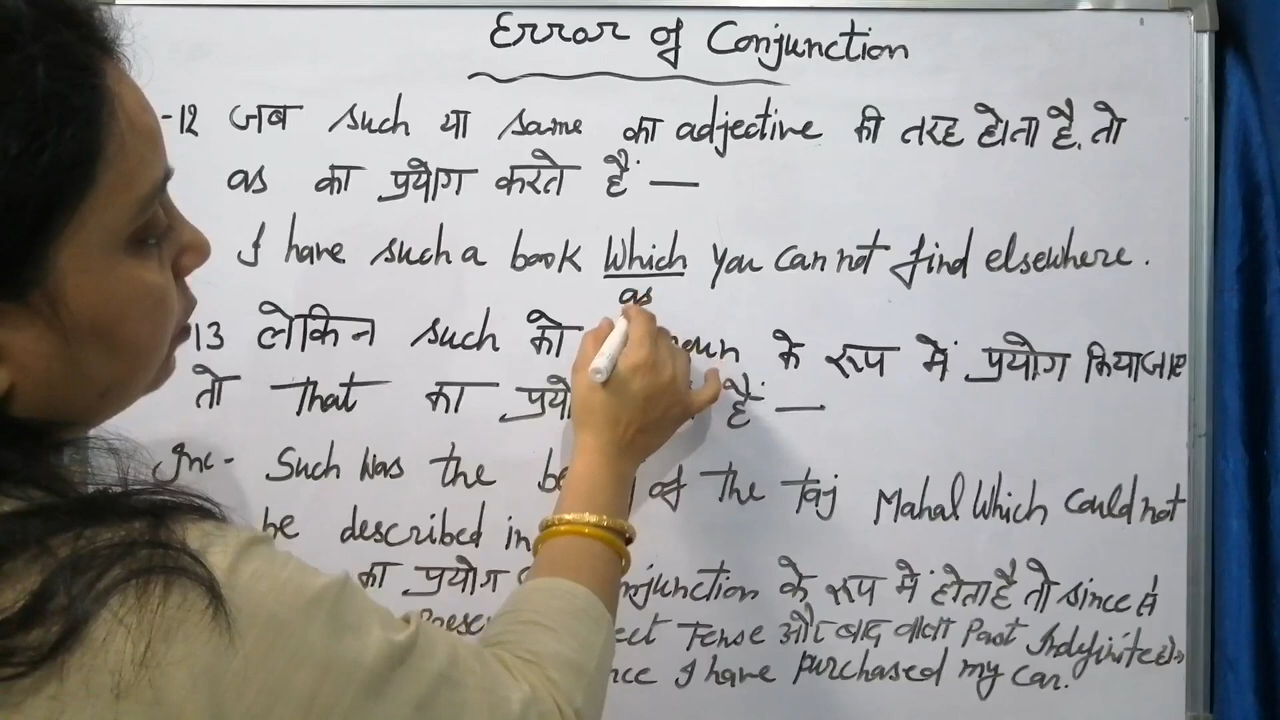 Error of Conjunction
-12 जब such या same का adjective की तरह होता है, तो
as का प्रयोग करते हैं —
I have such a book Which you can not find elsewhere.
as
13 लेकिन such को के रूप में प्रयोग किया जाए
तो That का है —
Inc- Such Was the of The Taj Mahal Which Could not
be described in
का प्रयोग के रूप में होता है तो since से
Tense और बाद वाला Past Indefinite
I have purchased my car.